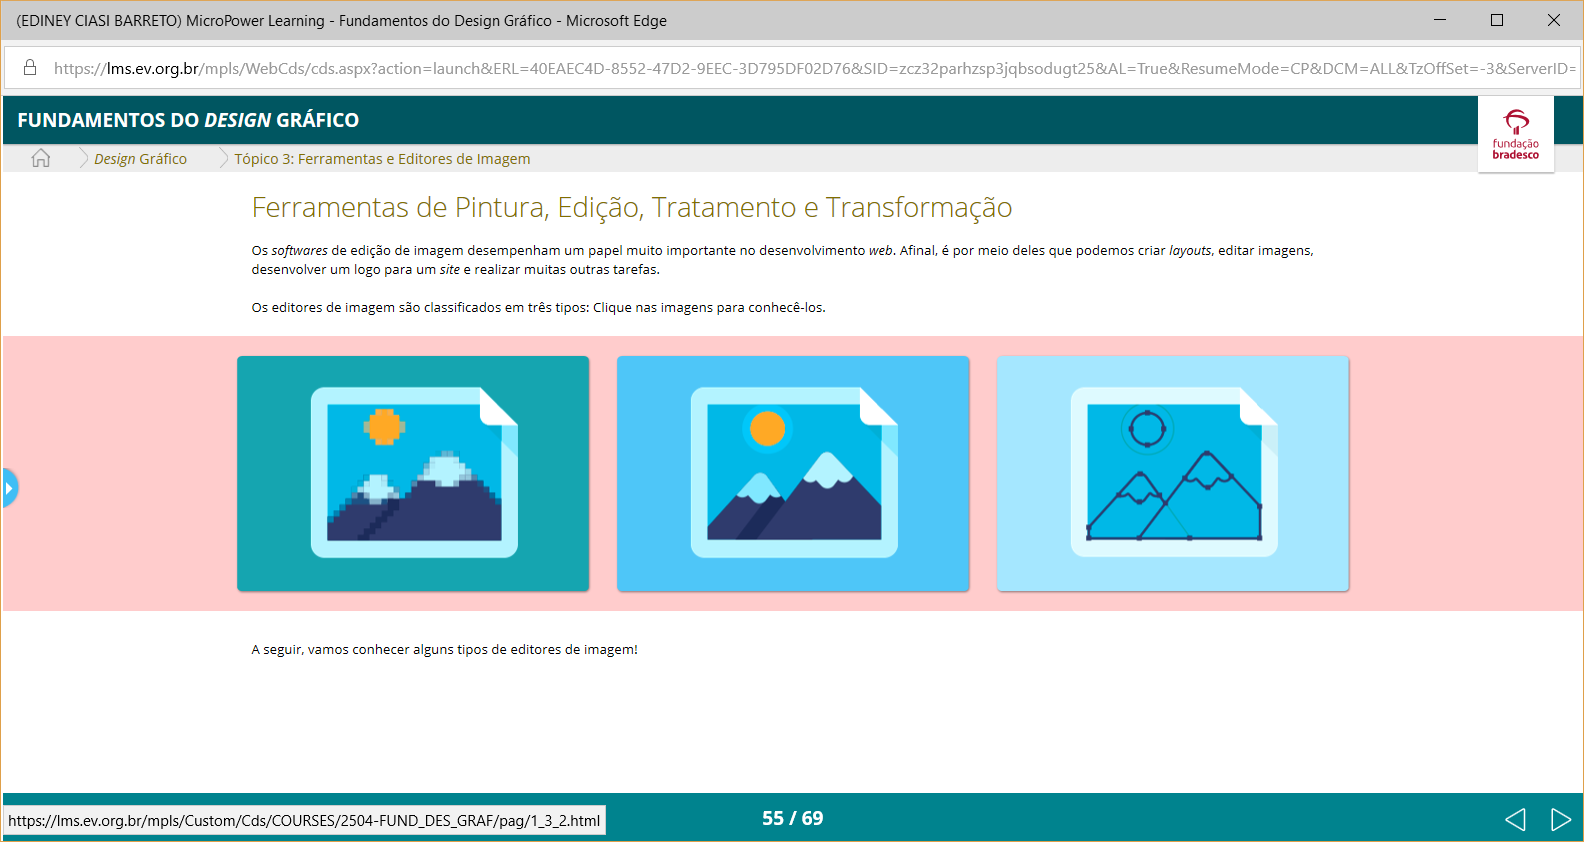 (EDINEY CIASI BARRETO) MicroPower Learning - Fundamentos do Design Gráfico - Microsoft Edge
https://lms.ev.org.br/mpls/WebCds/cds.aspx?action=launch&ERL=40EAEC4D-8552-47D2-9EEC-3D795DF02D76&SID=zcz32parhzsp3jqbsodugt25&AL=True&ResumeMode=CP&DCM=ALL&TzOffSet=-3&ServerID=
FUNDAMENTOS DO DESIGN GRÁFICO
fundação
bradesco
Design Gráfico
Tópico 3: Ferramentas e Editores de Imagem
Ferramentas de Pintura, Edição, Tratamento e Transformação
Os softwares de edição de imagem desempenham um papel muito importante no desenvolvimento web. Afinal, é por meio deles que podemos criar layouts, editar imagens,
desenvolver um logo para um site e realizar muitas outras tarefas.
Os editores de imagem são classificados em três tipos: Clique nas imagens para conhecê-los.
A seguir, vamos conhecer alguns tipos de editores de imagem!
https://lms.ev.org.br/mpls/Custom/Cds/COURSES/2504-FUND_DES_GRAF/pag/1_3_2.html
55 / 69